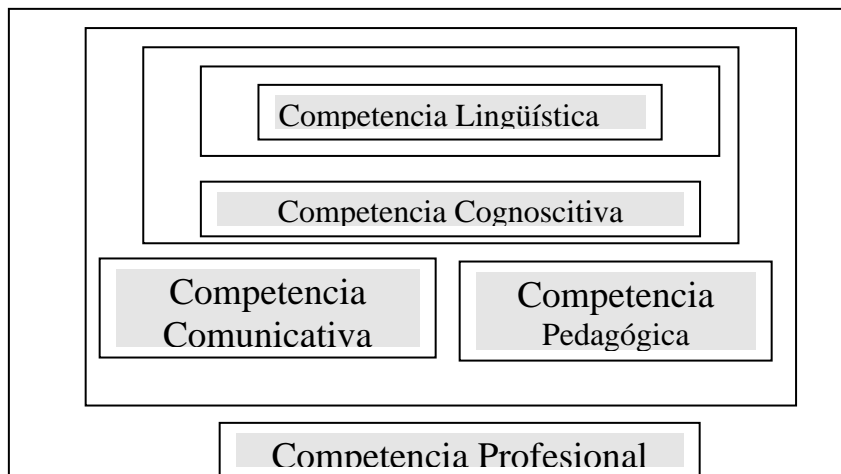 Competencia Lingüística
Competencia Cognoscitiva
Competencia
Comunicativa
Competencia
Pedagógica
Competencia Profesional